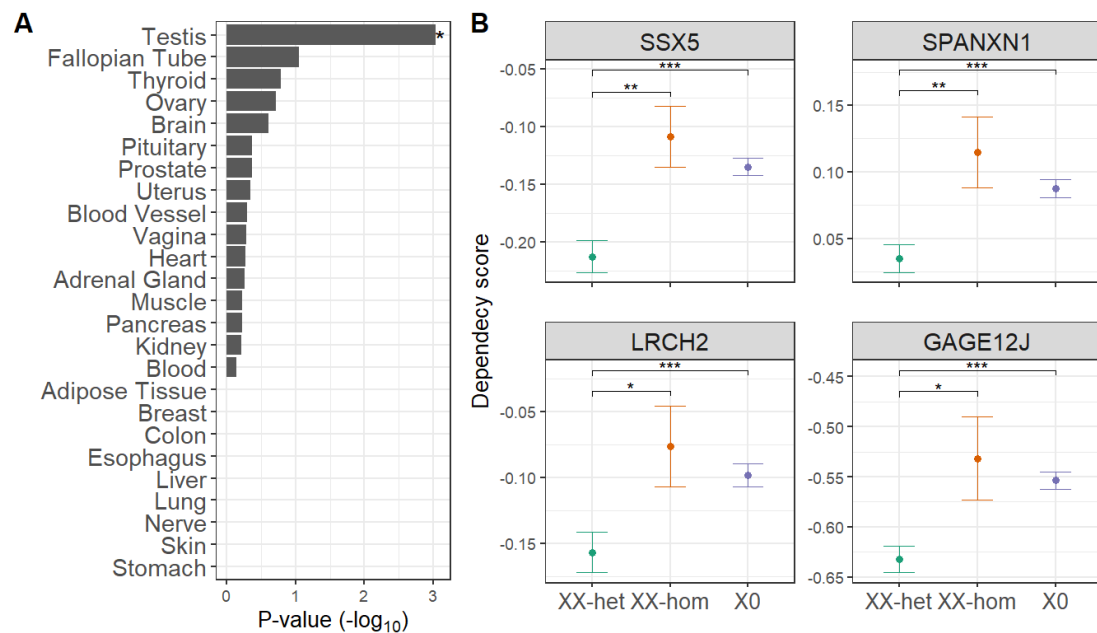 A
Testis
*
Fallopian Tube
Thyroid
Ovary
Brain
Pituitary
Prostate
Uterus
Blood Vessel
Vagina
Heart
Adrenal Gland
Muscle
Pancreas
Kidney
Blood
Adipose Tissue
Breast
Colon
Esophagus
Liver
Lung
Nerve
Skin
Stomach
0 1 2 3
P-value (-log10)
B
Dependecy score
SSX5
***
**
-0.05
-0.10
-0.15
-0.20
SPANXN1
***
**
0.15
0.10
0.05
LRCH2
***
*
-0.05
-0.10
-0.15
XX-het XX-hom X0
GAGE12J
***
*
-0.45
-0.50
-0.55
-0.60
-0.65
XX-het XX-hom X0